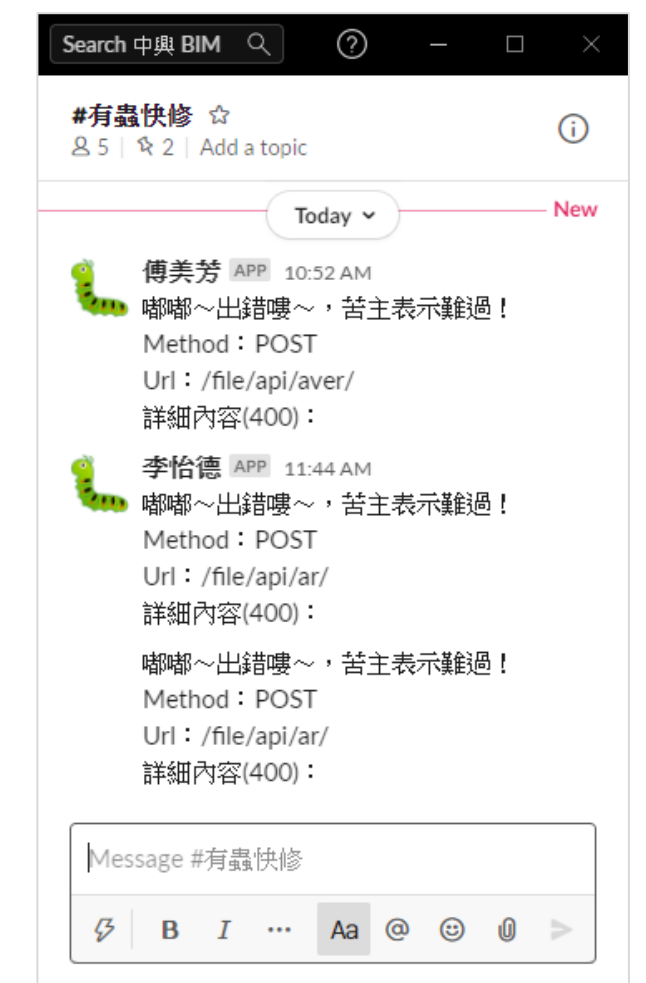 Search 中興 BIM
#有蟲快修
5 | 2 | Add a topic
Today
New
傅美芳 APP 10:52 AM
嘟嘟～出錯嘍～，苦主表示難過！
Method：POST
Url：/file/api/aver/
詳細內容(400)：
李怡德 APP 11:44 AM
嘟嘟～出錯嘍～，苦主表示難過！
Method：POST
Url：/file/api/ar/
詳細內容(400)：
嘟嘟～出錯嘍～，苦主表示難過！
Method：POST
Url：/file/api/ar/
詳細內容(400)：
Message #有蟲快修
B I ... Aa @